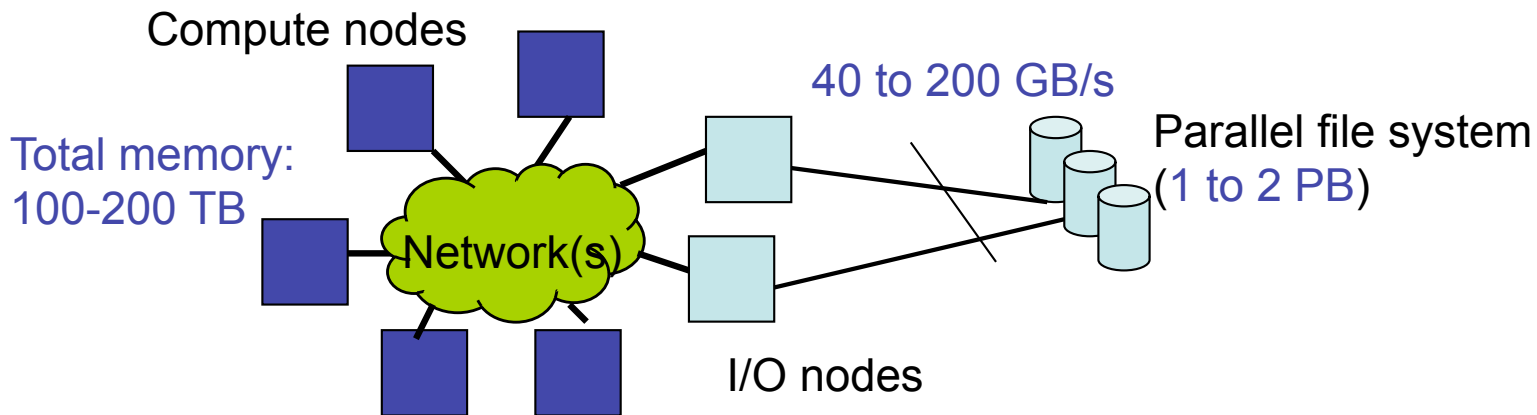 Compute nodes
40 to 200 GB/s
Total memory:
100-200 TB
Parallel file system
(1 to 2 PB)
Network(s)
I/O nodes